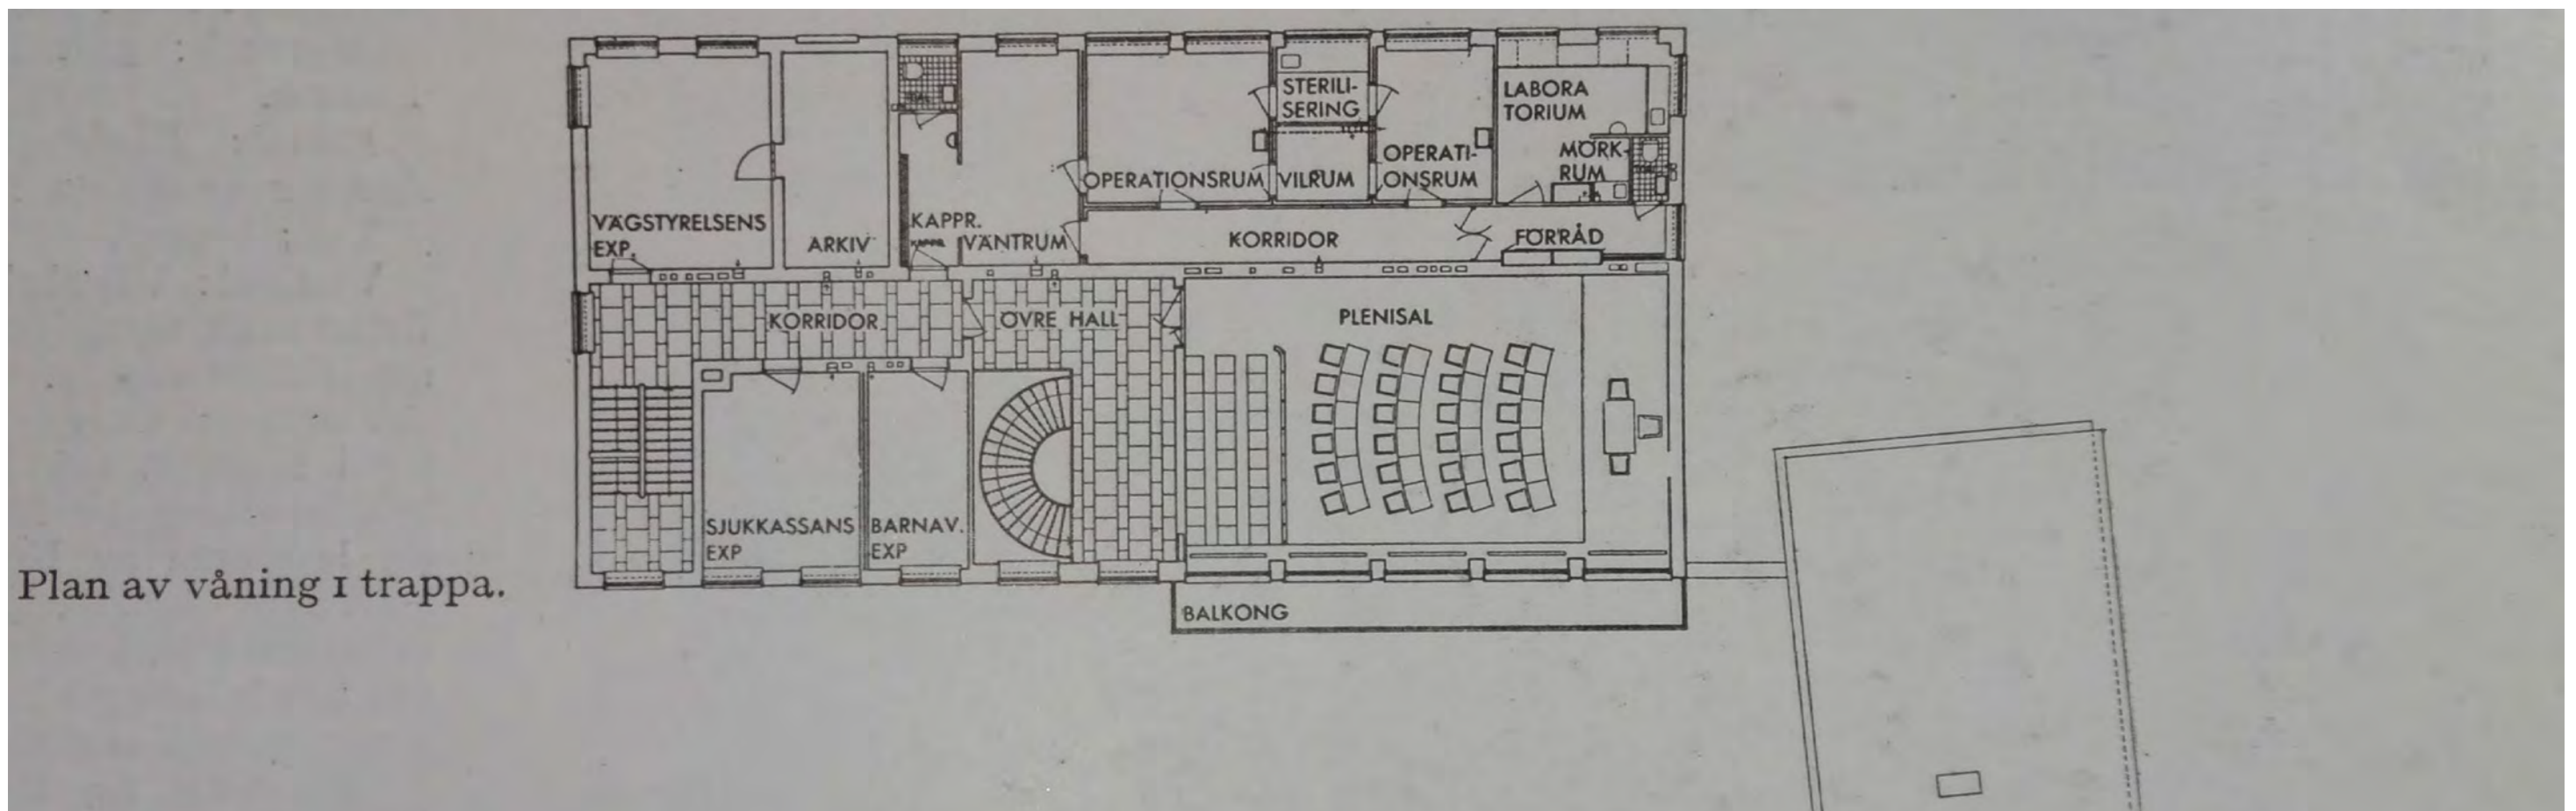 STERILI-
SERING
LABORA
TORIUM
OPERATI-
ONSRUM
MÖRK-
RUM
OPERATIONSRUM
VILRUM
VÄGSTYRELSENS
EXP.
ARKIV
KAPPR.
VÄNTRUM
KORRIDOR
FÖRRÅD
KORRIDOR
ÖVRE HALL
PLENISAL
SJUKKASSANS
EXP
BARNAV.
EXP
Plan av våning 1 trappa.
BALKONG